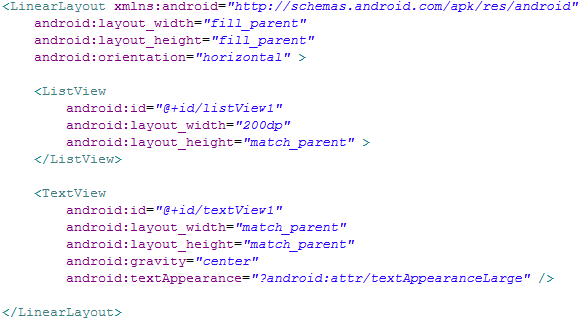 <LinearLayout xmlns:android="http://schemas.android.com/apk/res/android"
    android:layout_width="fill_parent"
    android:layout_height="fill_parent"
    android:orientation="horizontal" >

    <ListView
        android:id="@+id/listView1"
        android:layout_width="200dp"
        android:layout_height="match_parent" >
    </ListView>

    <TextView
        android:id="@+id/textView1"
        android:layout_width="match_parent"
        android:layout_height="match_parent"
        android:gravity="center"
        android:textAppearance="?android:attr/textAppearanceLarge" />

</LinearLayout>